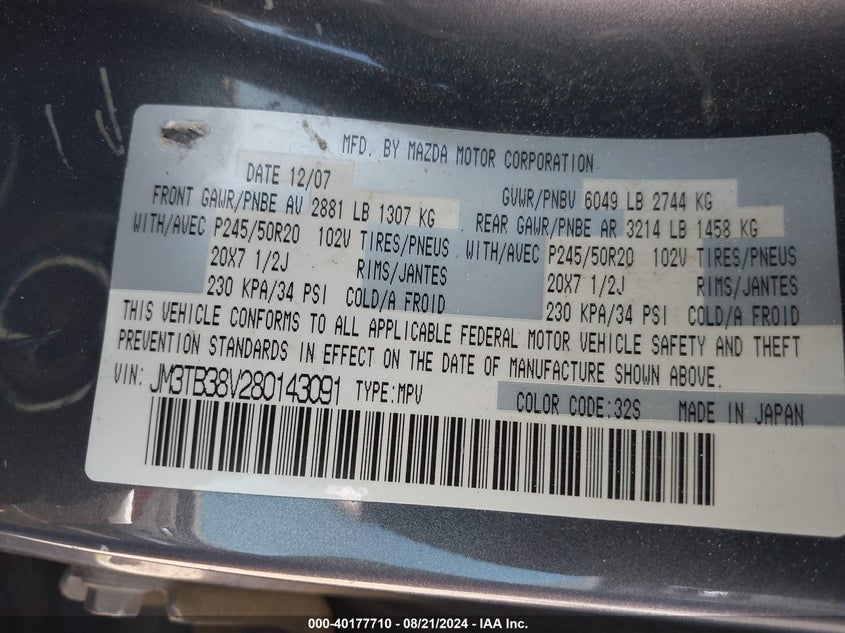 MFD. BY MAZDA MOTOR CORPORATION
DATE 12/07 GVWR/PNBV 6049 LB 2744 KG
FRONT GAWR/PNBE AV 2881 LB 1307 KG REAR GAWR/PNBE AR 3214 LB 1458 KG
WITH/AVEC P245/50R20 102V TIRES/PNEUS WITH/AVEC P245/50R20 102V TIRES/PNEUS
20X7 1/2J RIMS/JANTES 20X7 1/2J RIMS/JANTES
230 KPA/34 PSI COLD/A FROID 230 KPA/34 PSI COLD/A FROID
THIS VEHICLE CONFORMS TO ALL APPLICABLE FEDERAL MOTOR VEHICLE SAFETY AND THEFT
PREVENTION STANDARDS IN EFFECT ON THE DATE OF MANUFACTURE SHOWN ABOVE.
VIN: JM3TB38V280143091 TYPE:MPV COLOR CODE:32S MADE IN JAPAN
000-40177710 - 08/21/2024 - IAA Inc.